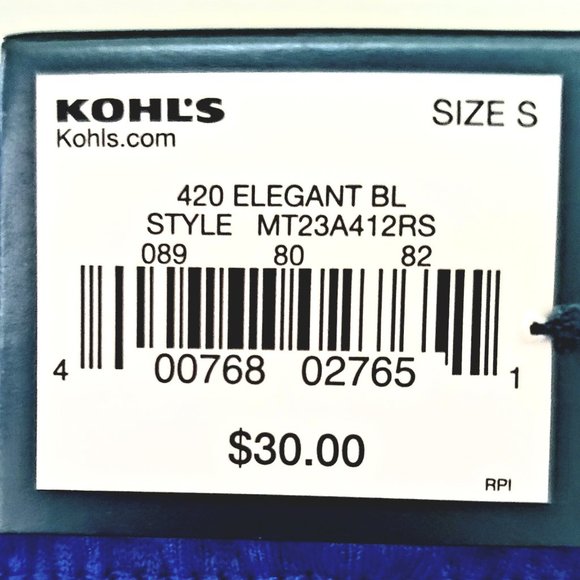 KOHL'S
Kohls.com
SIZE S
420 ELEGANT BL
STYLE MT23A412RS
089 80 82
4 00768 02765 1
$30.00
RPI